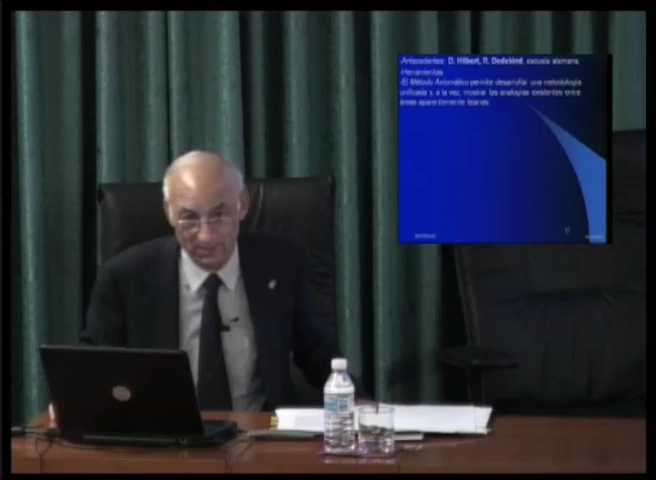 -Antecedentes: D. Hilbert, R. Dedekind, escuela alemana.
-Herramientas:
-El Método Axiomático permite desarrollar una metodología
unificada y, a la vez, mostrar las analogías existentes entre
áreas aparentemente lejanas.